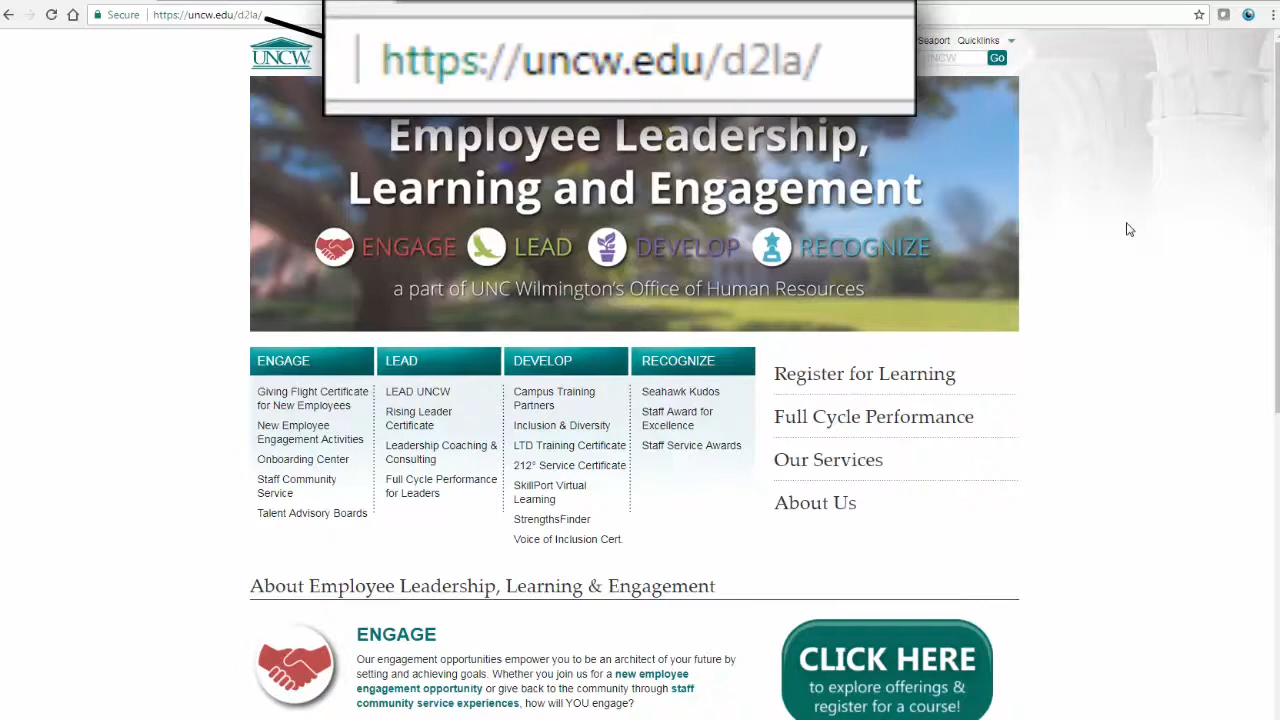 Secure https://uncw.edu/d2la/
https://uncw.edu/d2la/
UNCW
Seaport Quicklinks
UNCW Go
Employee Leadership,
Learning and Engagement
ENGAGE LEAD DEVELOP RECOGNIZE
a part of UNC Wilmington's Office of Human Resources
ENGAGE
Giving Flight Certificate
for New Employees
New Employee
Engagement Activities
Onboarding Center
Staff Community
Service
Talent Advisory Boards
LEAD
LEAD UNCW
Rising Leader
Certificate
Leadership Coaching &
Consulting
Full Cycle Performance
for Leaders
DEVELOP
Campus Training
Partners
Inclusion & Diversity
LTD Training Certificate
212° Service Certificate
SkillPort Virtual
Learning
StrengthsFinder
Voice of Inclusion Cert.
RECOGNIZE
Seahawk Kudos
Staff Award for
Excellence
Staff Service Awards
Register for Learning
Full Cycle Performance
Our Services
About Us
About Employee Leadership, Learning & Engagement
ENGAGE
Our engagement opportunities empower you to be an architect of your future by
setting and achieving goals. Whether you join us for a new employee
engagement opportunity or give back to the community through staff
community service experiences, how will YOU engage?
CLICK HERE
to explore offerings &
register for a course!